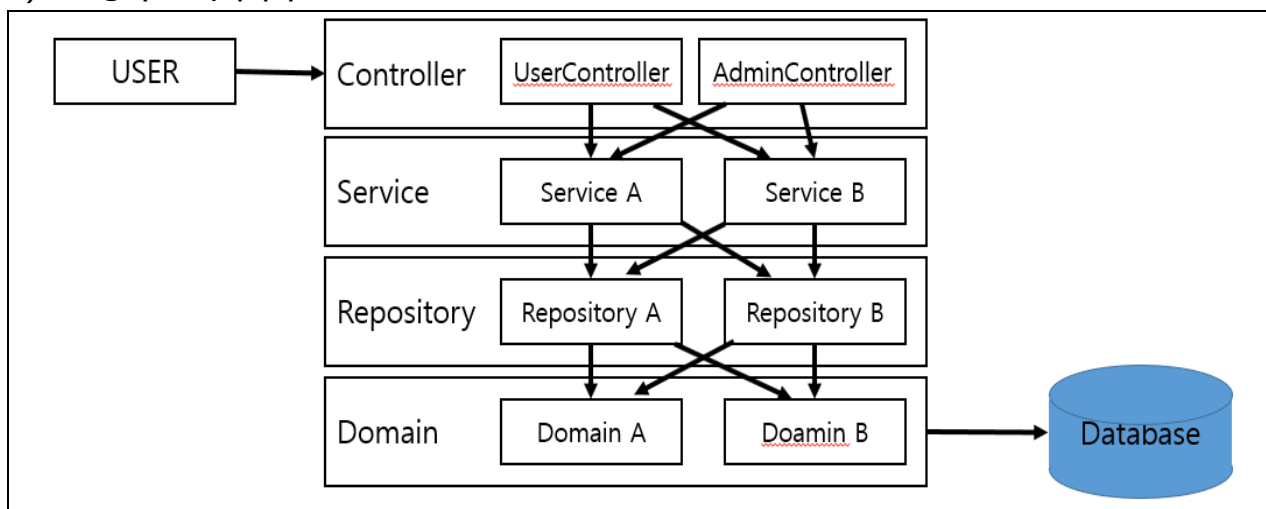 USER
Controller
UserController
AdminController
Service
Service A
Service B
Repository
Repository A
Repository B
Domain
Domain A
Doamin B
Database